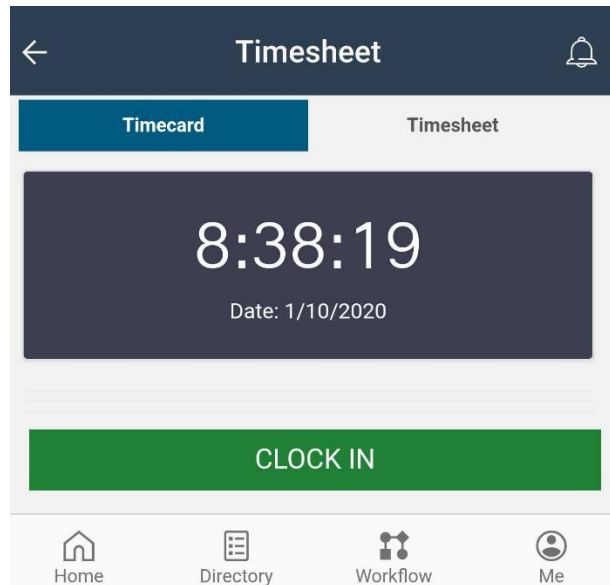 Timesheet
Timecard Timesheet
8:38:19
Date: 1/10/2020
CLOCK IN
Home Directory Workflow Me